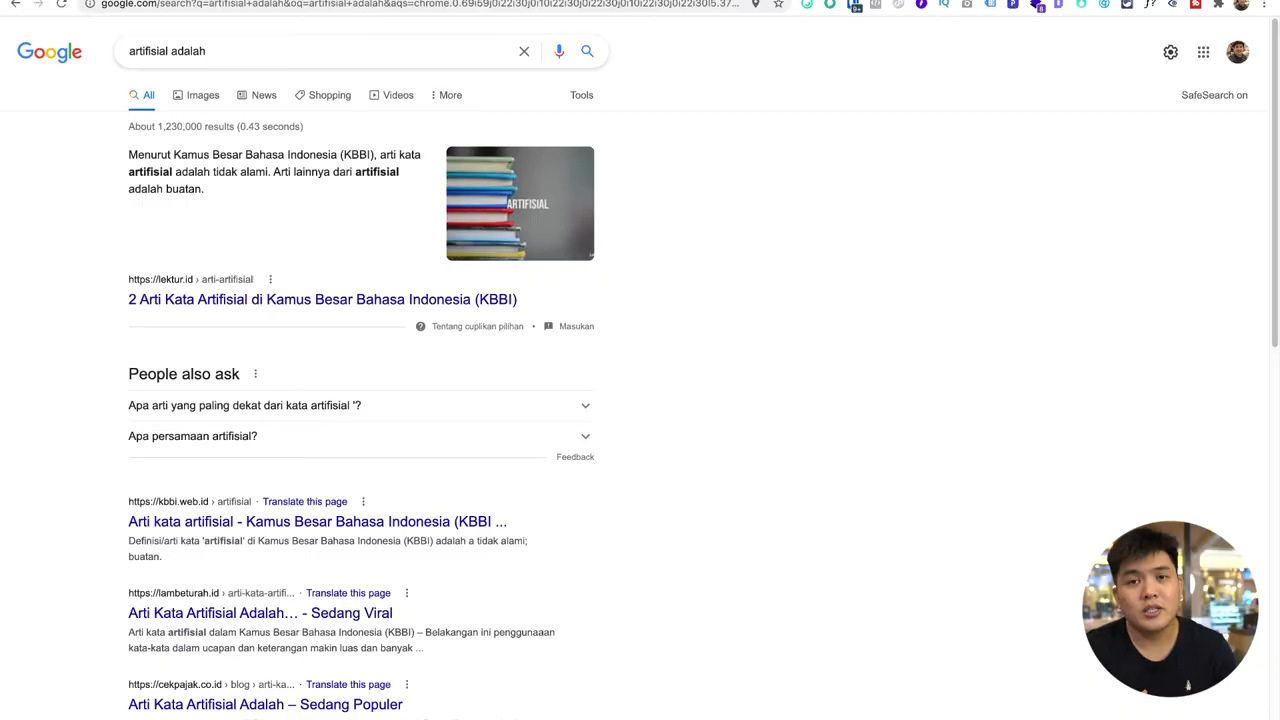 google.com/search?q=artifisial+adalah&oq=artifisial+adalah&aqs=chrome.0.69i59j0i22i30j0i10i22i30j0i22i30j0i22i30l5.37...
9+
8
Google
artifisial adalah
All
Images
News
Shopping
Videos
More
Tools
SafeSearch on
About 1,230,000 results (0.43 seconds)
Menurut Kamus Besar Bahasa Indonesia (KBBI), arti kata
artifisial adalah tidak alami. Arti lainnya dari artifisial
adalah buatan.
ARTIFISIAL
https://lektur.id › arti-artifisial
2 Arti Kata Artifisial di Kamus Besar Bahasa Indonesia (KBBI)
Tentang cuplikan pilihan • Masukan
People also ask
Apa arti yang paling dekat dari kata artifisial '?
Apa persamaan artifisial?
Feedback
https://kbbi.web.id › artifisial · Translate this page
Arti kata artifisial - Kamus Besar Bahasa Indonesia (KBBI ...
Definisi/arti kata 'artifisial' di Kamus Besar Bahasa Indonesia (KBBI) adalah a tidak alami;
buatan.
https://lambeturah.id › arti-kata-artifi... · Translate this page
Arti Kata Artifisial Adalah… - Sedang Viral
Arti kata artifisial dalam Kamus Besar Bahasa Indonesia (KBBI) – Belakangan ini penggunaaan
kata-kata dalam ucapan dan keterangan makin luas dan banyak ...
https://cekpajak.co.id › blog › arti-ka... · Translate this page
Arti Kata Artifisial Adalah – Sedang Populer